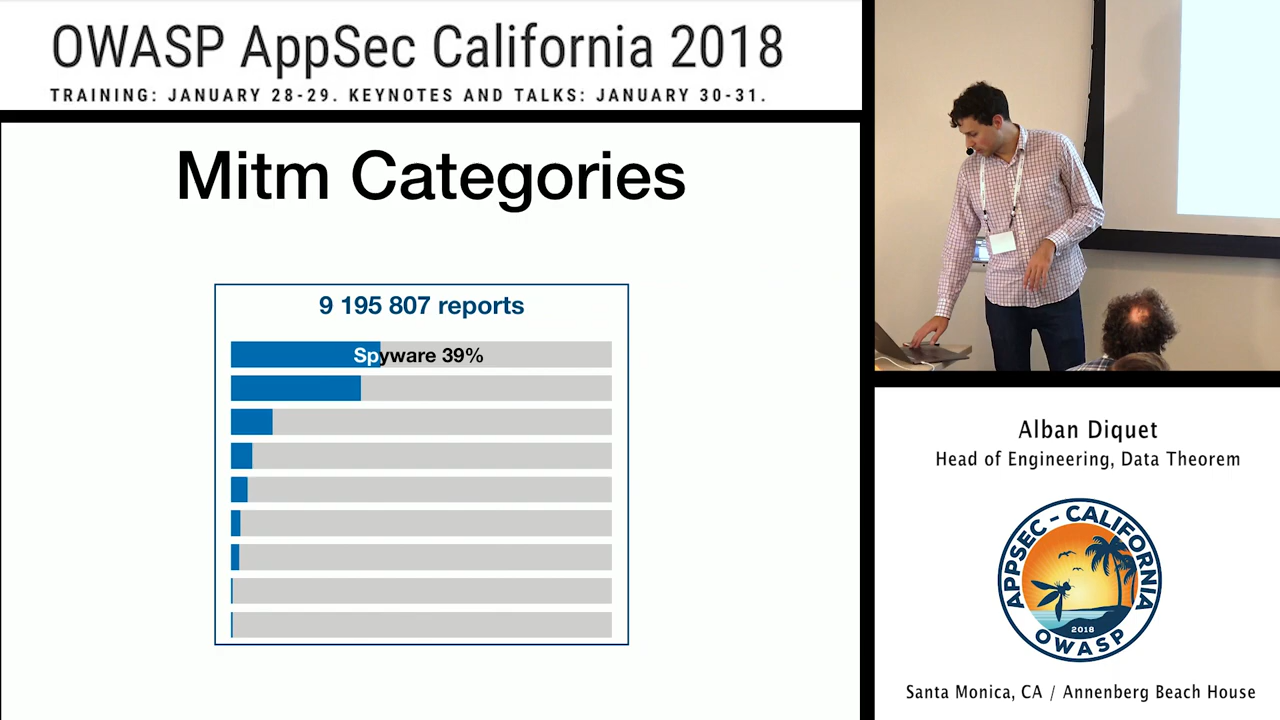 OWASP AppSec California 2018
TRAINING: JANUARY 28-29. KEYNOTES AND TALKS: JANUARY 30-31.
Mitm Categories
9 195 807 reports
Spyware 39%
Alban Diquet
Head of Engineering, Data Theorem
APPSEC - CALIFORNIA
2018
OWASP
Santa Monica, CA / Annenberg Beach House